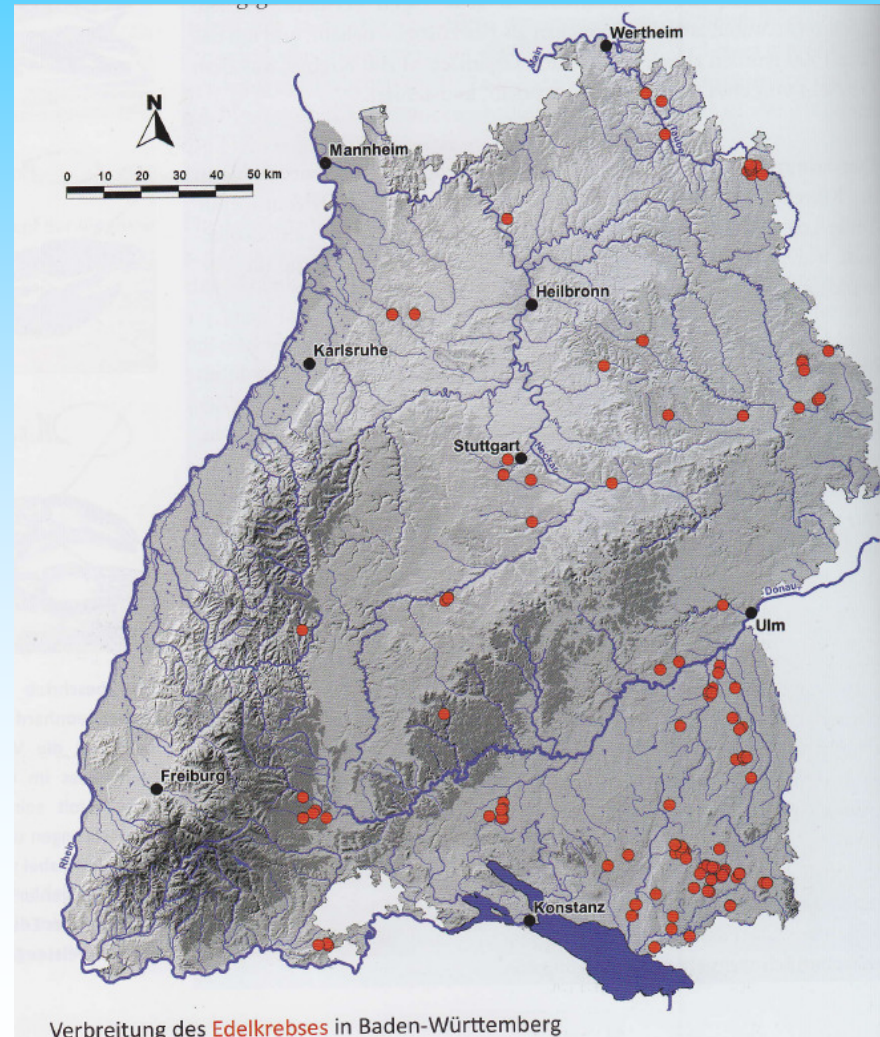 Wertheim
Main
Tauber
N
Mannheim
0 10 20 30 40 50 km
Heilbronn
Karlsruhe
Stuttgart
Neckar
Donau
Ulm
Freiburg
Rhein
Konstanz
Verbreitung des Edelkrebses in Baden-Württemberg